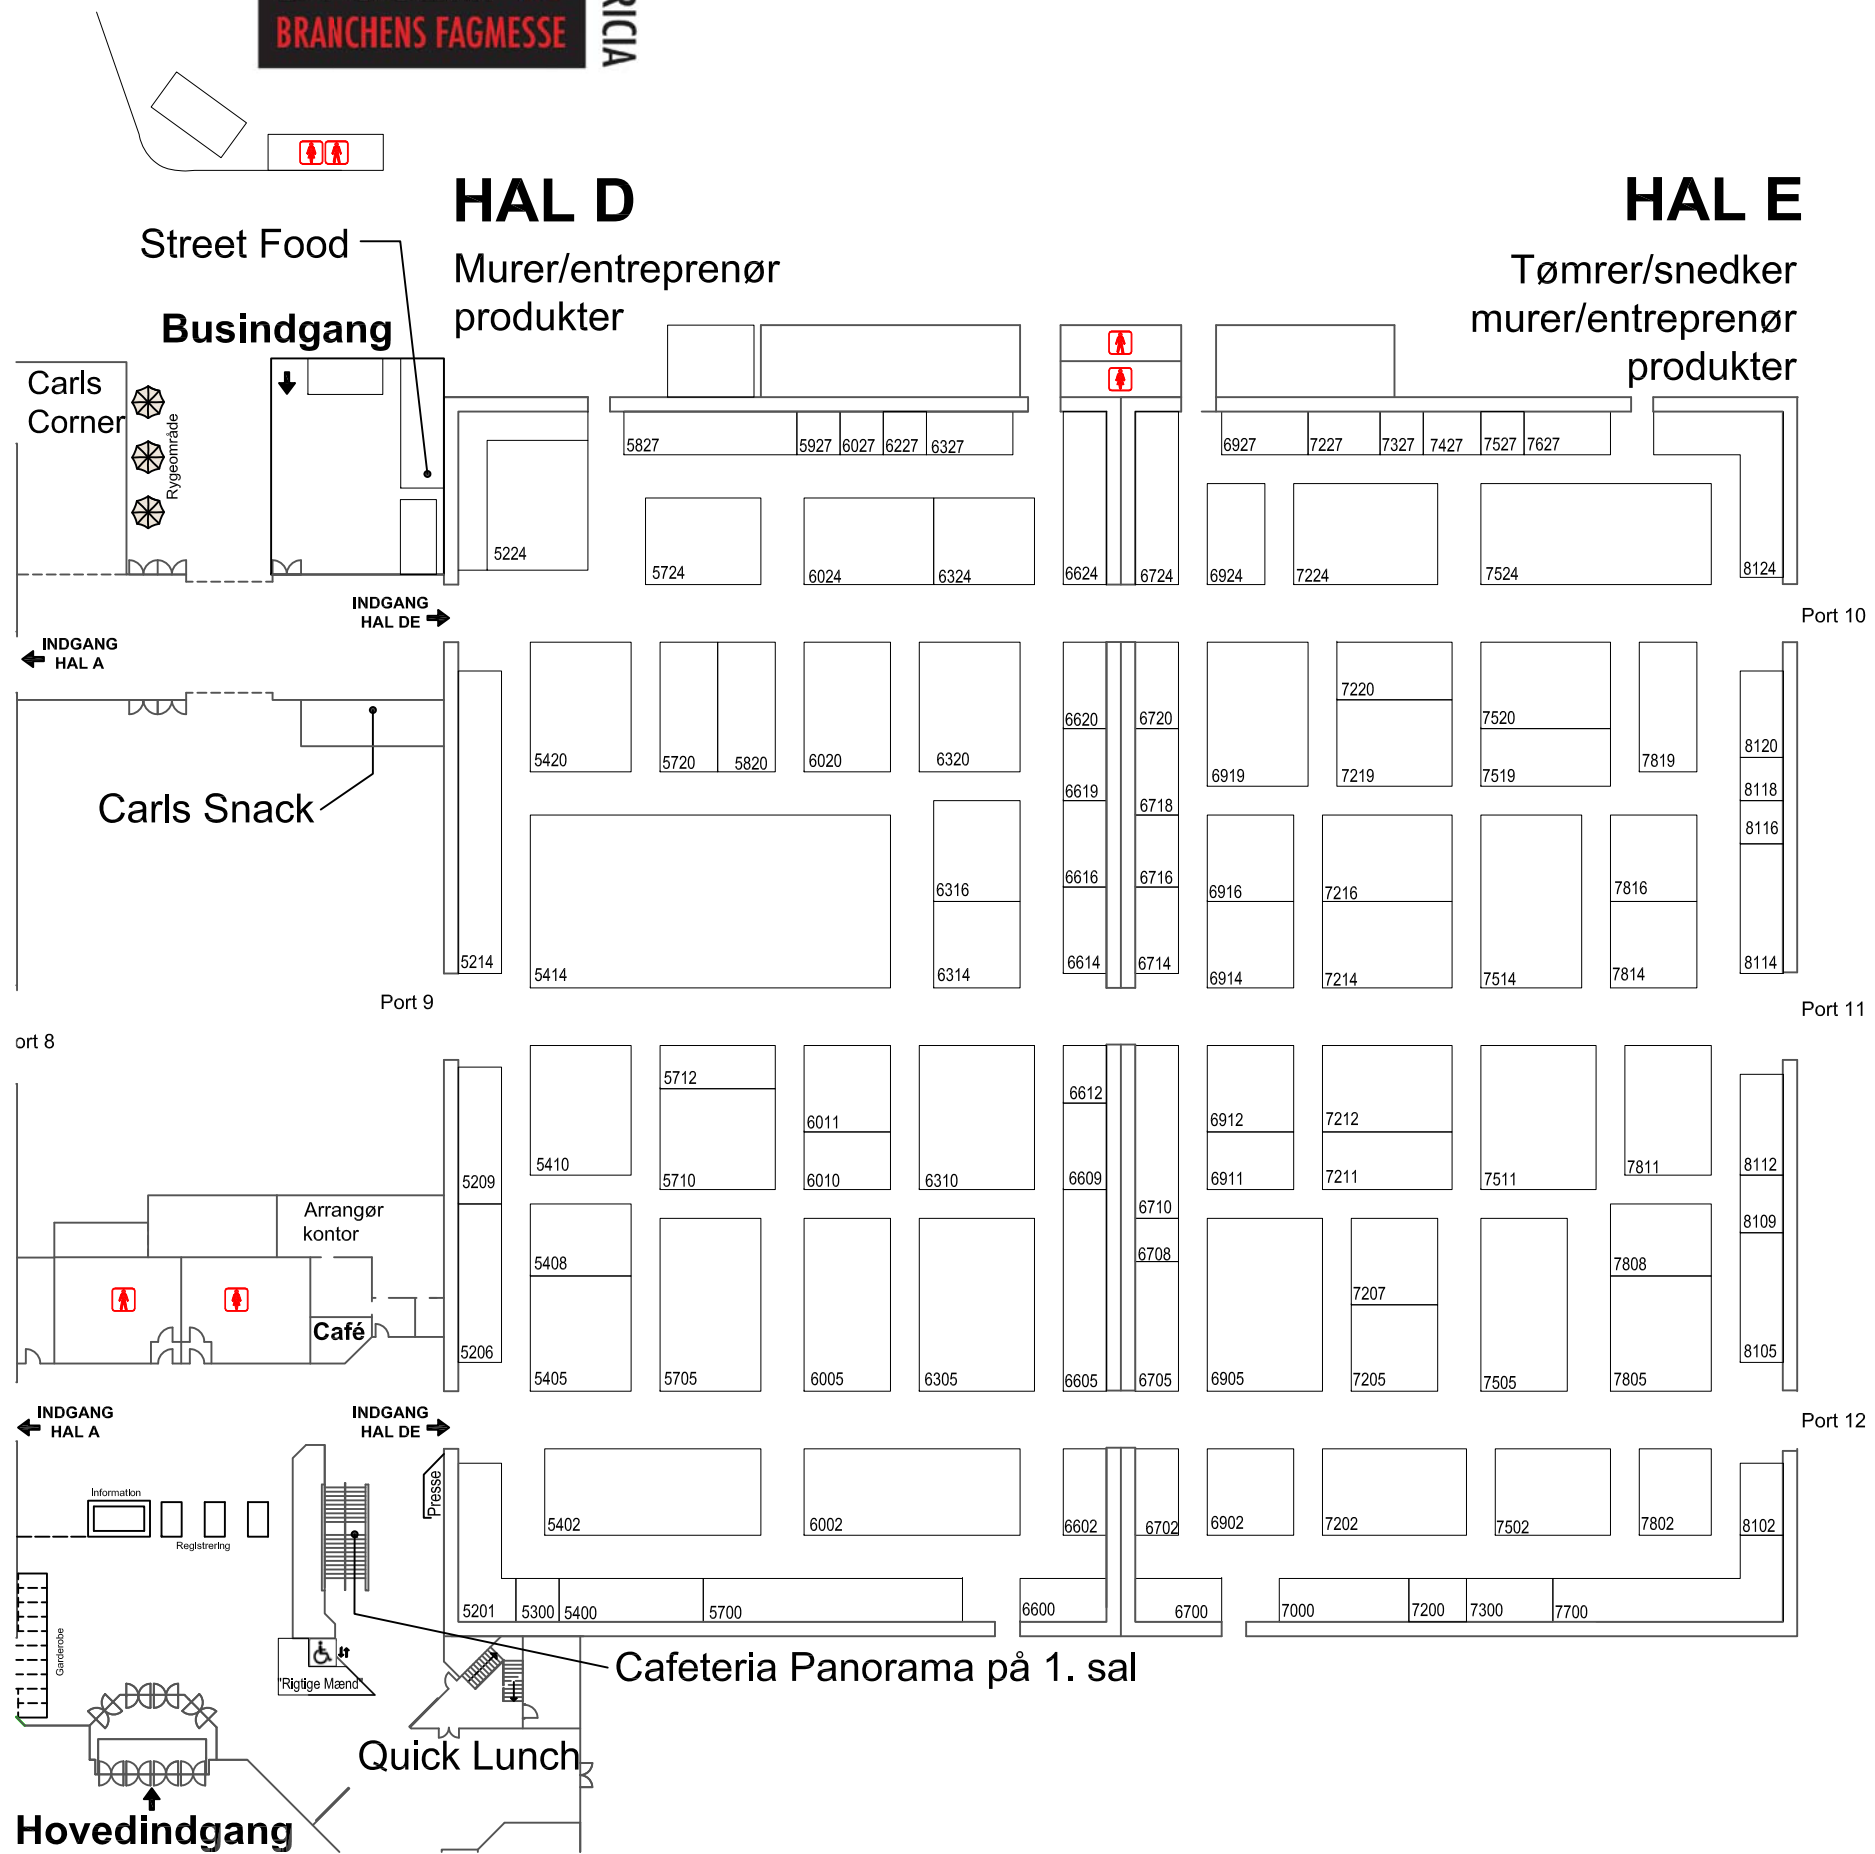 BRANCHENS FAGMESSE
RICIA
HAL D
Murer/entreprenør
produkter
HAL E
Tømrer/snedker
murer/entreprenør
produkter
Street Food
Busindgang
Carls
Corner
Rygeområde
5827
5927
6027
6227
6327
6927
7227
7327
7427
7527
7627
5224
5724
6024
6324
6624
6724
6924
7224
7524
8124
INDGANG
HAL DE
Port 10
INDGANG
HAL A
7220
6620
6720
7520
5420
5720
5820
6020
6320
6919
7219
7519
7819
8120
Carls Snack
6619
6718
8118
8116
6316
6616
6716
6916
7216
7816
5214
5414
6314
6614
6714
6914
7214
7514
7814
8114
Port 9
Port 11
ort 8
5712
6612
6011
6912
7212
5209
5410
5710
6010
6310
6609
6911
7211
7511
7811
8112
Arrangør
kontor
6710
8109
5408
6708
7808
7207
Café
5206
5405
5705
6005
6305
6605
6705
6905
7205
7505
7805
8105
INDGANG
HAL A
INDGANG
HAL DE
Port 12
Presse
Information
Registrering
5402
6002
6602
6702
6902
7202
7502
7802
8102
5201
5300
5400
5700
6600
6700
7000
7200
7300
7700
Garderobe
"Rigtige Mænd"
Cafeteria Panorama på 1. sal
Quick Lunch
Hovedindgang